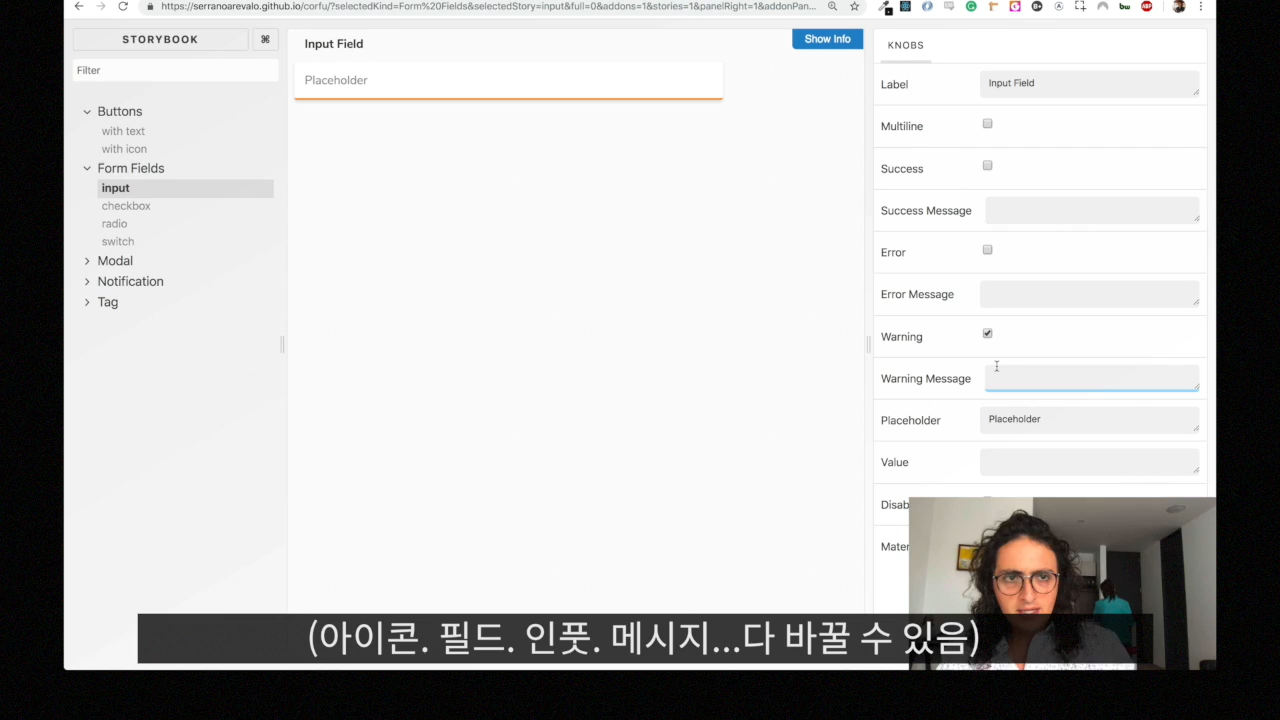 https://serranoarevalo.github.io/corfu/?selectedKind=Form%20Fields&selectedStory=input&full=0&addons=1&stories=1&panelRight=1&addonPan...
STORYBOOK
⌘
Filter
Buttons
with text
with icon
Form Fields
input
checkbox
radio
switch
Modal
Notification
Tag
Input Field
Show Info
Placeholder
KNOBS
Label
Input Field
Multiline
Success
Success Message
Error
Error Message
Warning
Warning Message
Placeholder
Placeholder
Value
Disab
Mater
(아이콘. 필드. 인풋. 메시지...다 바꿀 수 있음)